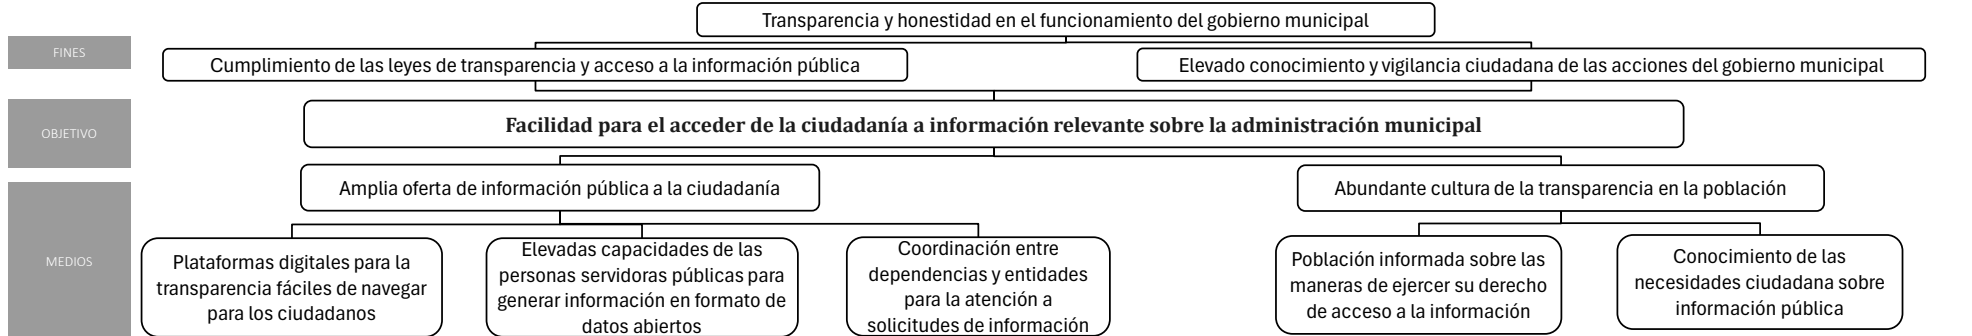 Transparencia y honestidad en el funcionamiento del gobierno municipal
FINES
Cumplimiento de las leyes de transparencia y acceso a la información pública
Elevado conocimiento y vigilancia ciudadana de las acciones del gobierno municipal
OBJETIVO
Facilidad para el acceder de la ciudadanía a información relevante sobre la administración municipal
Amplia oferta de información pública a la ciudadanía
Abundante cultura de la transparencia en la población
MEDIOS
Plataformas digitales para la
transparencia fáciles de navegar
para los ciudadanos
Elevadas capacidades de las
personas servidoras públicas para
generar información en formato de
datos abiertos
Coordinación entre
dependencias y entidades
para la atención a
solicitudes de información
Población informada sobre las
maneras de ejercer su derecho
de acceso a la información
Conocimiento de las
necesidades ciudadana sobre
información pública